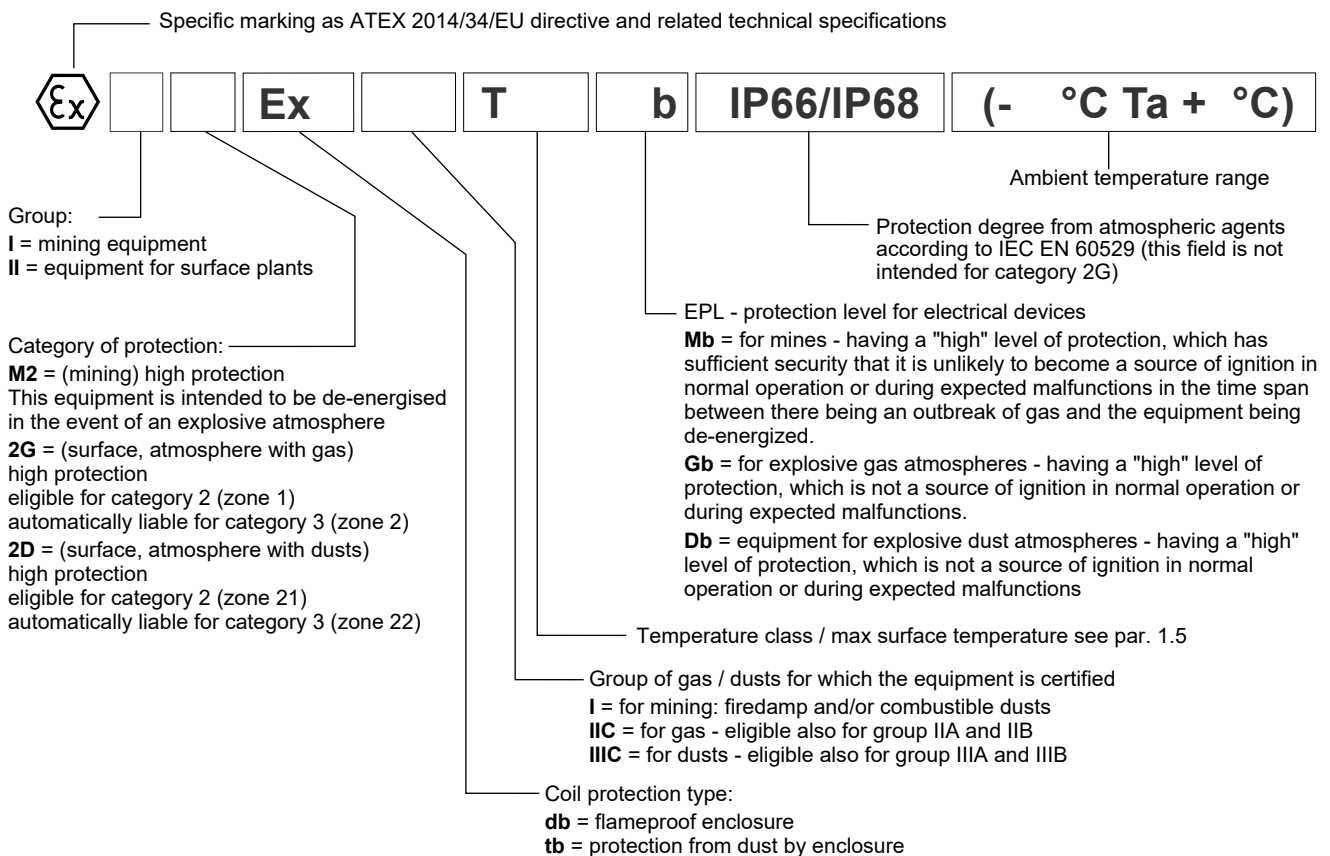 Specific marking as ATEX 2014/34/EU directive and related technical specifications
Ex Ex T b IP66/IP68 (- °C Ta + °C)
Ambient temperature range
Group:
I = mining equipment
II = equipment for surface plants
Protection degree from atmospheric agents
according to IEC EN 60529 (this field is not
intended for category 2G)
Category of protection:
M2 = (mining) high protection
This equipment is intended to be de-energised
in the event of an explosive atmosphere
2G = (surface, atmosphere with gas)
high protection
eligible for category 2 (zone 1)
automatically liable for category 3 (zone 2)
2D = (surface, atmosphere with dusts)
high protection
eligible for category 2 (zone 21)
automatically liable for category 3 (zone 22)
EPL - protection level for electrical devices
Mb = for mines - having a "high" level of protection, which has
sufficient security that it is unlikely to become a source of ignition in
normal operation or during expected malfunctions in the time span
between there being an outbreak of gas and the equipment being
de-energized.
Gb = for explosive gas atmospheres - having a "high" level of
protection, which is not a source of ignition in normal operation or
during expected malfunctions.
Db = equipment for explosive dust atmospheres - having a "high"
level of protection, which is not a source of ignition in normal
operation or during expected malfunctions
Temperature class / max surface temperature see par. 1.5
Group of gas / dusts for which the equipment is certified
I = for mining: firedamp and/or combustible dusts
IIC = for gas - eligible also for group IIA and IIB
IIIC = for dusts - eligible also for group IIIA and IIIB
Coil protection type:
db = flameproof enclosure
tb = protection from dust by enclosure